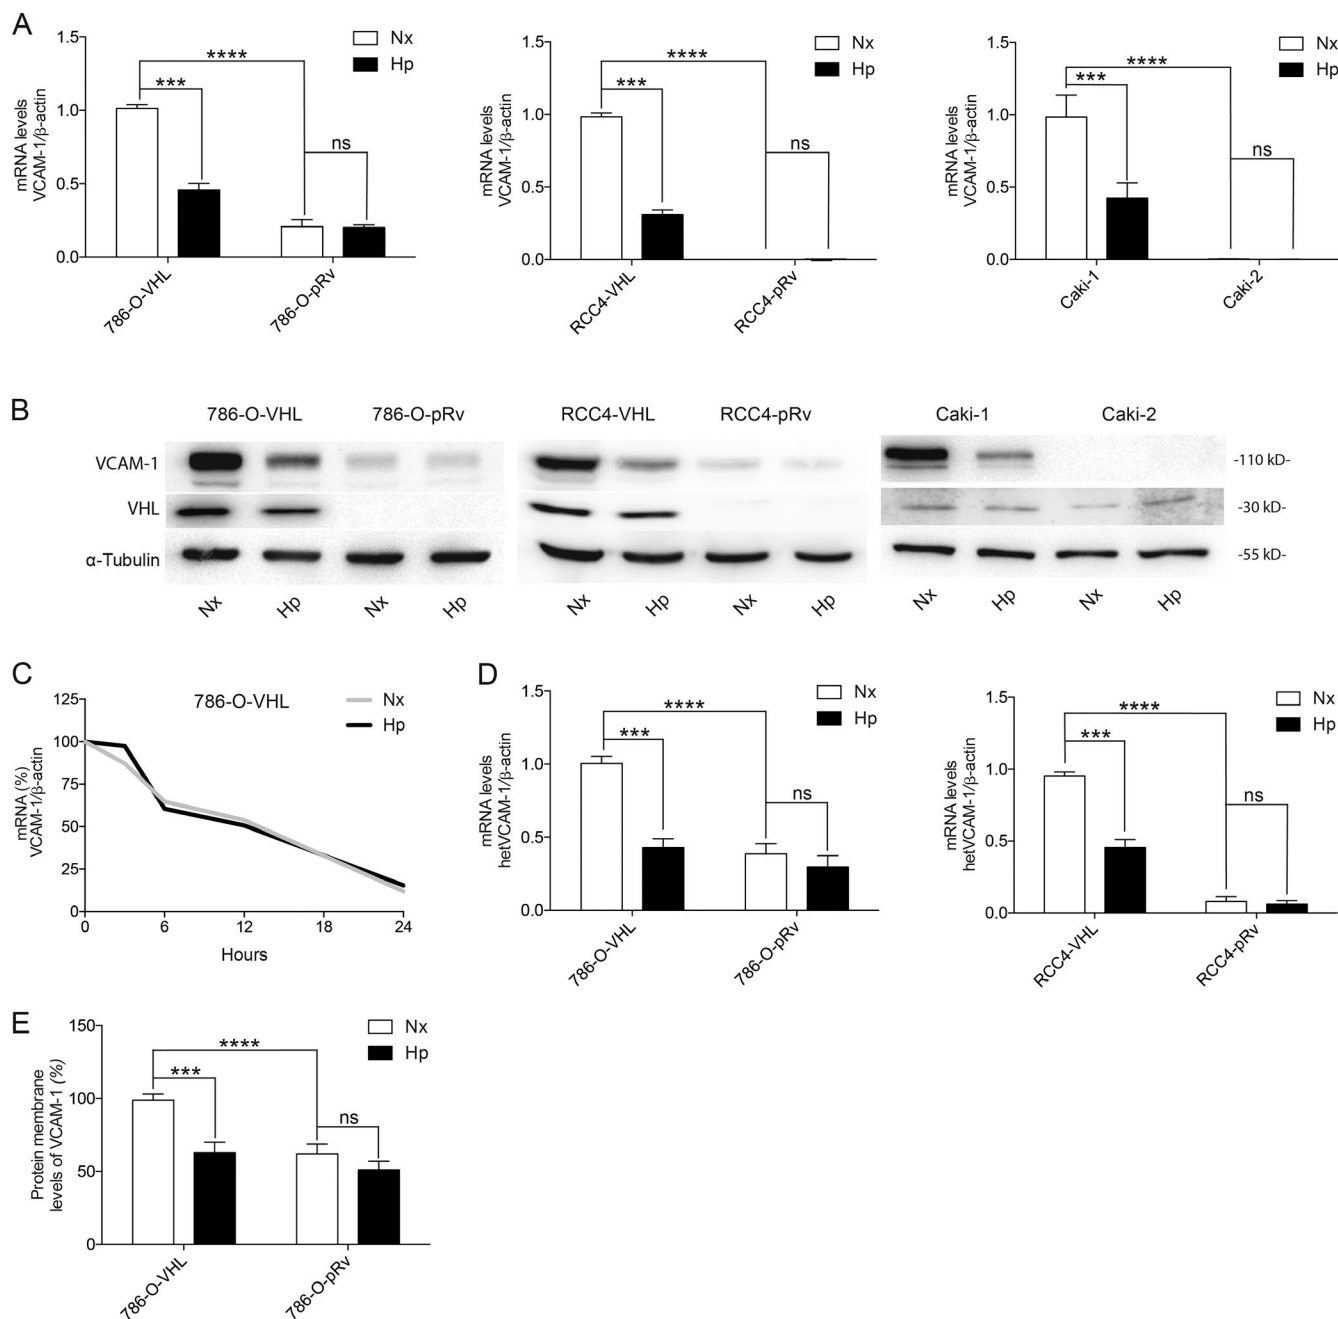 A
1.5
1.0
0.5
0.0
mRNA levels
VCAM-1/β-actin
****
***
ns
Nx
Hp
786-O-VHL
786-O-pRv
1.5
1.0
0.5
0.0
mRNA levels
VCAM-1/β-actin
****
***
ns
Nx
Hp
RCC4-VHL
RCC4-pRv
1.5
1.0
0.5
0.0
mRNA levels
VCAM-1/β-actin
****
***
ns
Nx
Hp
Caki-1
Caki-2
B
786-O-VHL 786-O-pRv RCC4-VHL RCC4-pRv Caki-1 Caki-2
VCAM-1 -110 kD-
VHL -30 kD-
α-Tubulin -55 kD-
Nx Hp Nx Hp Nx Hp Nx Hp Nx Hp Nx Hp
C
786-O-VHL
Nx
Hp
125
100
75
50
25
0
mRNA (%)
VCAM-1/β-actin
0 6 12 18 24
Hours
D
1.5
1.0
0.5
0.0
mRNA levels
hetVCAM-1/β-actin
****
***
ns
Nx
Hp
786-O-VHL
786-O-pRv
1.5
1.0
0.5
0.0
mRNA levels
hetVCAM-1/β-actin
****
***
ns
Nx
Hp
RCC4-VHL
RCC4-pRv
E
150
100
50
0
Protein membrane
levels of VCAM-1 (%)
****
***
ns
Nx
Hp
786-O-VHL
786-O-pRv